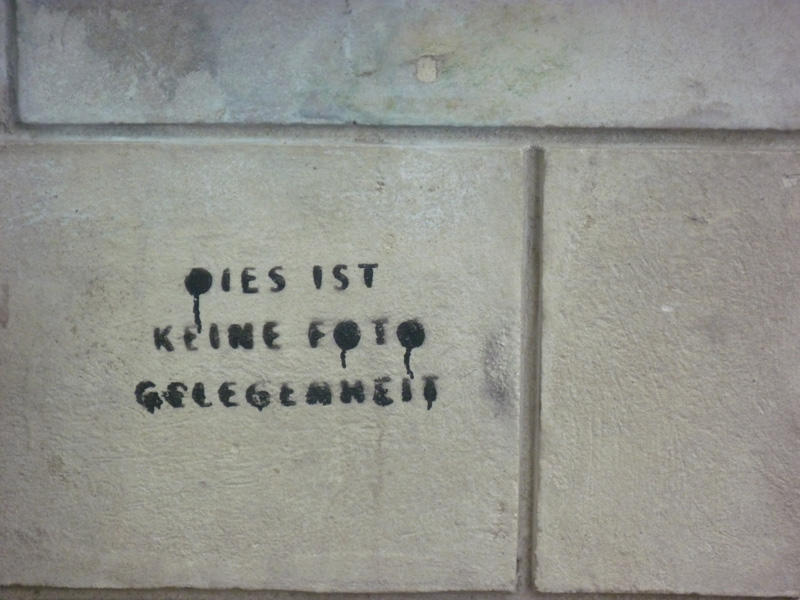 DIES IST
KEINE FOTO
GELEGENHEIT